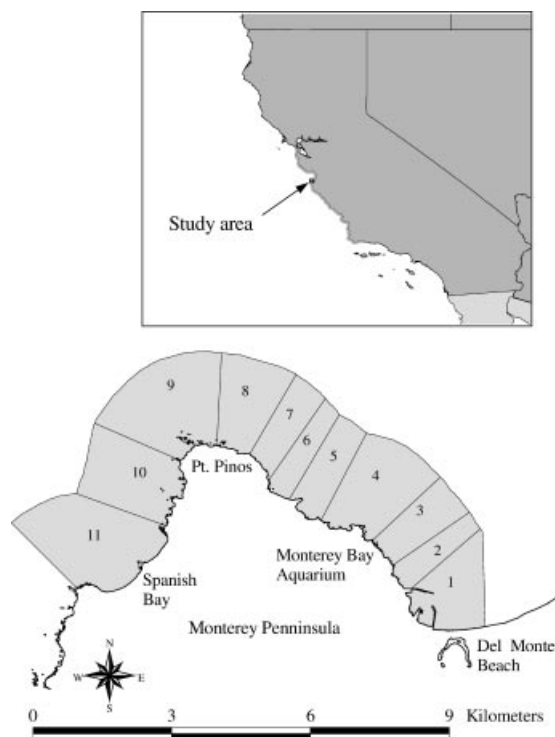 Study area
9
8
7
6
5
4
3
2
1
10
11
Pt. Pinos
Monterey Bay
Aquarium
Spanish
Bay
Monterey Penninsula
Del Monte
Beach
N
W E
S
0 3 6 9 Kilometers